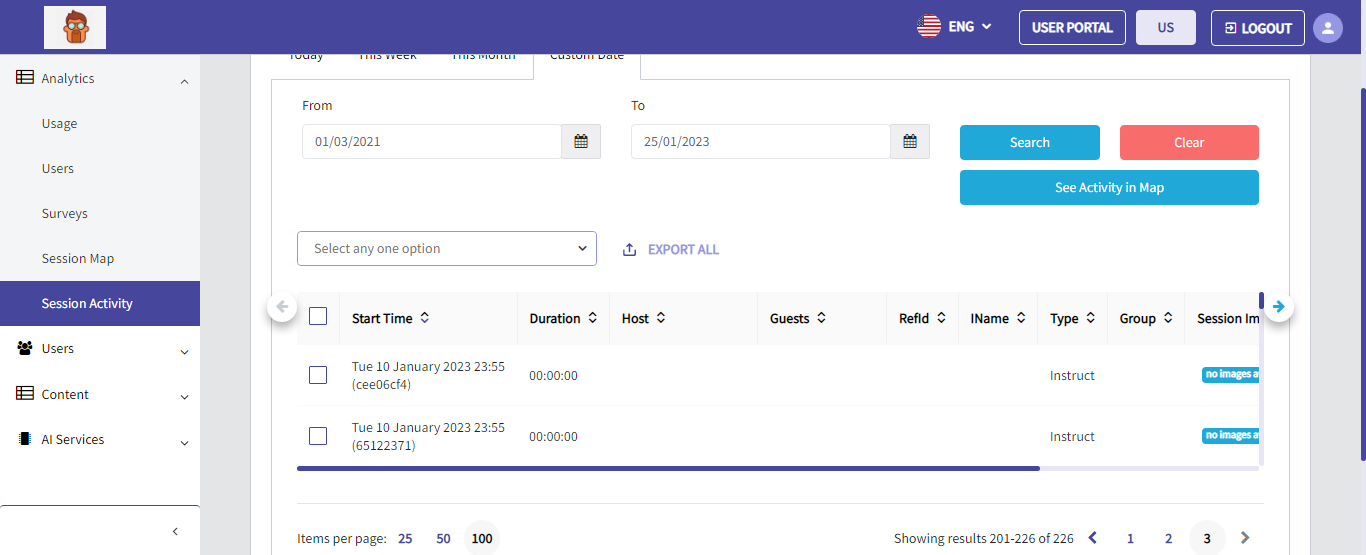 ENG
USER PORTAL
US
LOGOUT
Today
This Week
This Month
Custom Date
Analytics
Usage
Users
Surveys
Session Map
Session Activity
Users
Content
AI Services
From
To
01/03/2021
25/01/2023
Search
Clear
See Activity in Map
Select any one option
EXPORT ALL
Start Time
Duration
Host
Guests
RefId
IName
Type
Group
Session Im
Tue 10 January 2023 23:55
(cee06cf4)
00:00:00
Instruct
no images a
Tue 10 January 2023 23:55
(65122371)
00:00:00
Instruct
no images a
Items per page: 25 50 100
Showing results 201-226 of 226
1 2 3